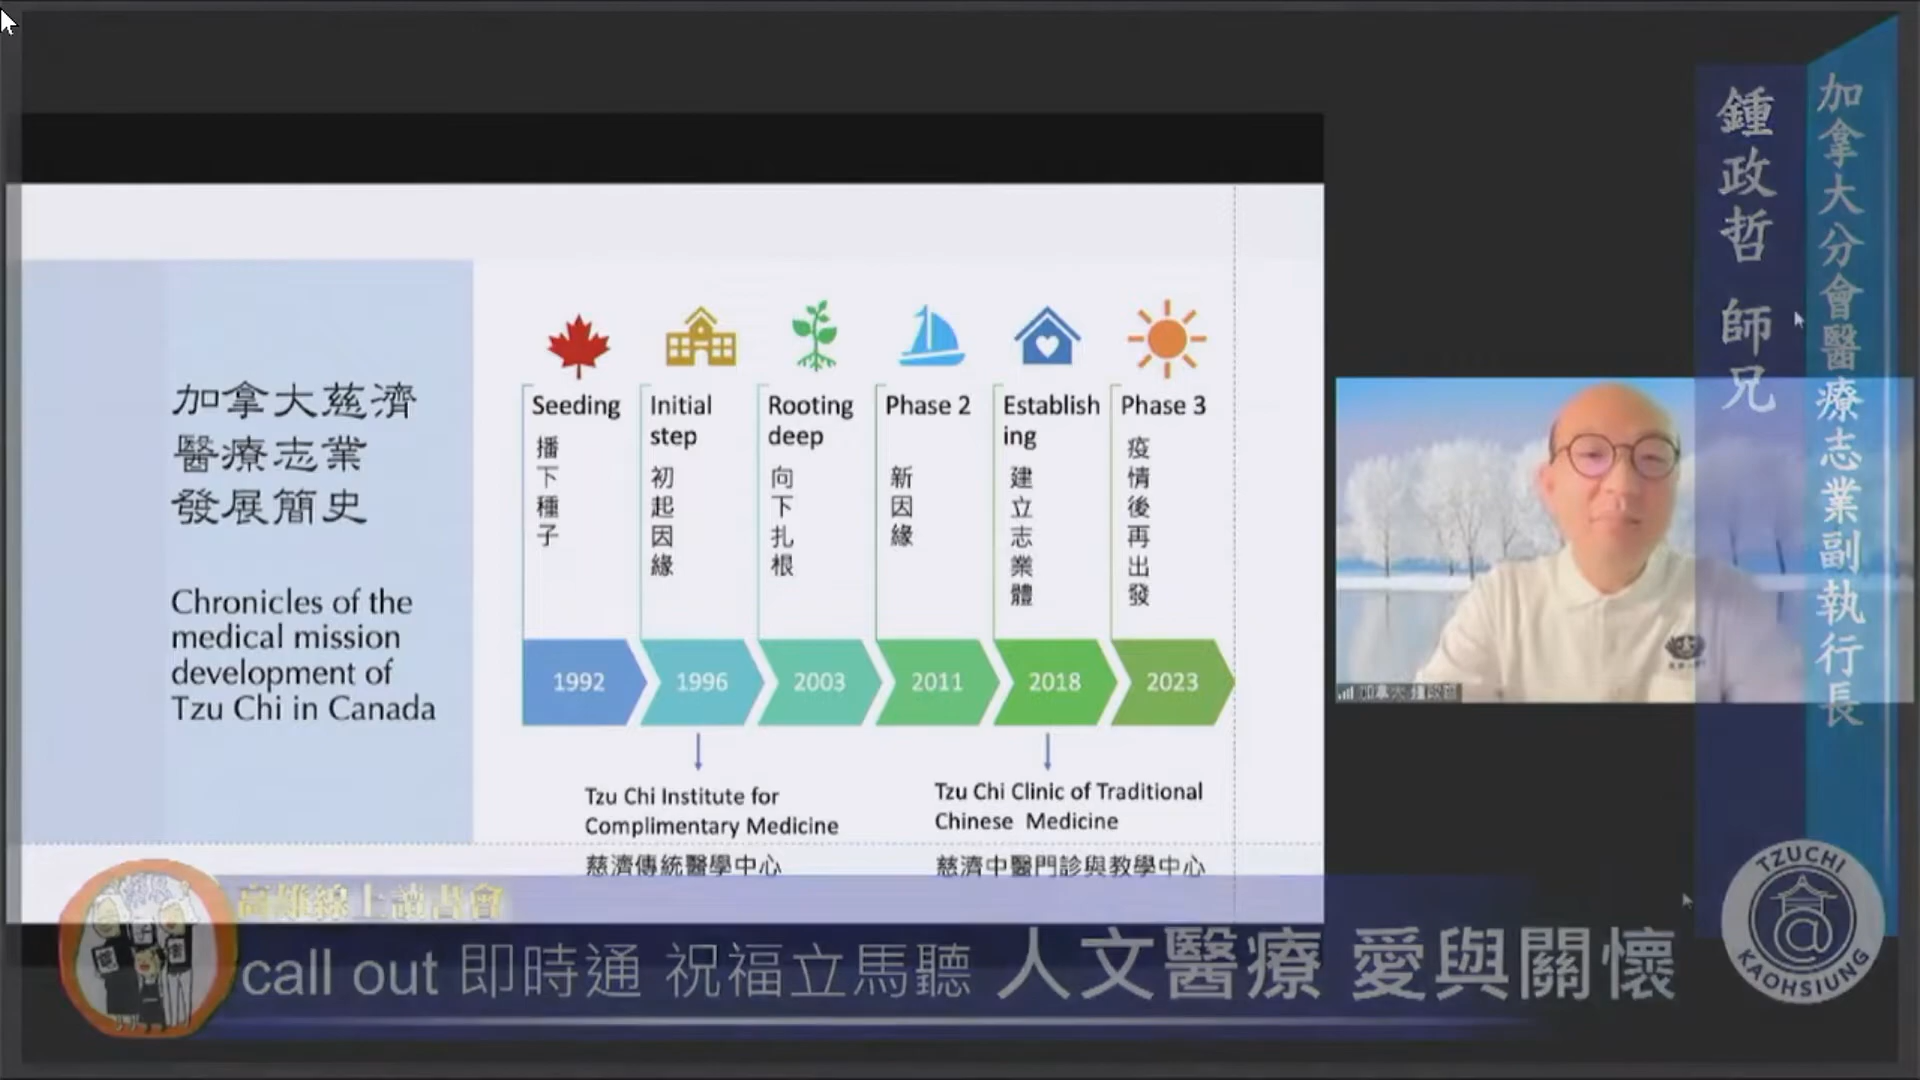 加拿大慈濟
醫療志業
發展簡史
Chronicles of the
medical mission
development of
Tzu Chi in Canada
Seeding
播下種子
Initial
step
初起因緣
Rooting
deep
向下扎根
Phase 2
新因緣
Establish
ing
建立志業體
Phase 3
疫情後再出發
1992
1996
2003
2011
2018
2023
Tzu Chi Institute for
Complimentary Medicine
慈濟傳統醫學中心
Tzu Chi Clinic of Traditional
Chinese Medicine
慈濟中醫門診與教學中心
加拿大分會醫療志業副執行長
鍾政哲 師兄
高雄線上讀書會
call out 即時通 祝福立馬聽 人文醫療 愛與關懷
TZUCHI
@
KAOHSIUNG